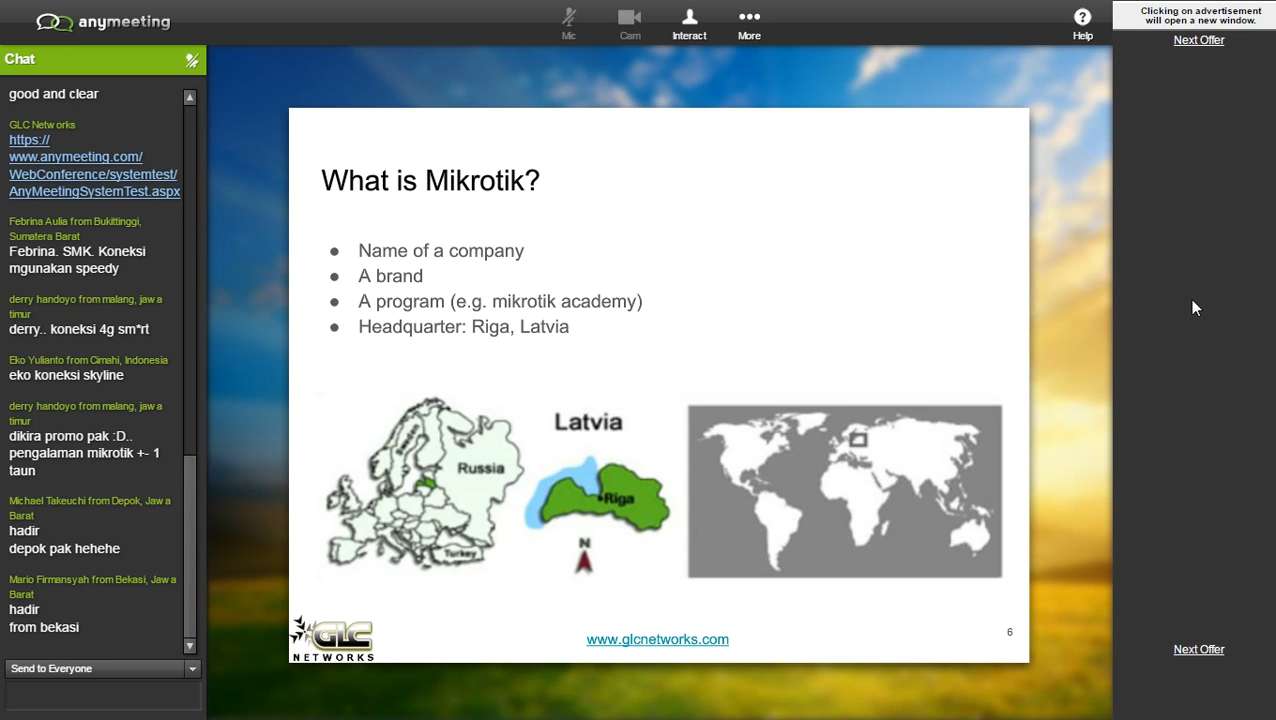 anymeeting
Mic
Cam
Interact
More
Help
Clicking on advertisement
will open a new window.
Next Offer
Chat
good and clear
GLC Networks
https://
www.anymeeting.com/
WebConference/systemtest/
AnyMeetingSystemTest.aspx
Febrina Aulia from Bukittinggi,
Sumatera Barat
Febrina. SMK. Koneksi
mgunakan speedy
derry handoyo from malang, jawa
timur
derry.. koneksi 4g sm*rt
Eko Yulianto from Cimahi, Indonesia
eko koneksi skyline
derry handoyo from malang, jawa
timur
dikira promo pak :D..
pengalaman mikrotik +- 1
taun
Michael Takeuchi from Depok, Jawa
Barat
hadir
depok pak hehehe
Mario Firmansyah from Bekasi, Jawa
Barat
hadir
from bekasi
Send to Everyone
What is Mikrotik?
● Name of a company
● A brand
● A program (e.g. mikrotik academy)
● Headquarter: Riga, Latvia
Russia
Turkey
Latvia
Riga
N
GLC
NETWORKS
www.glcnetworks.com
6
Next Offer